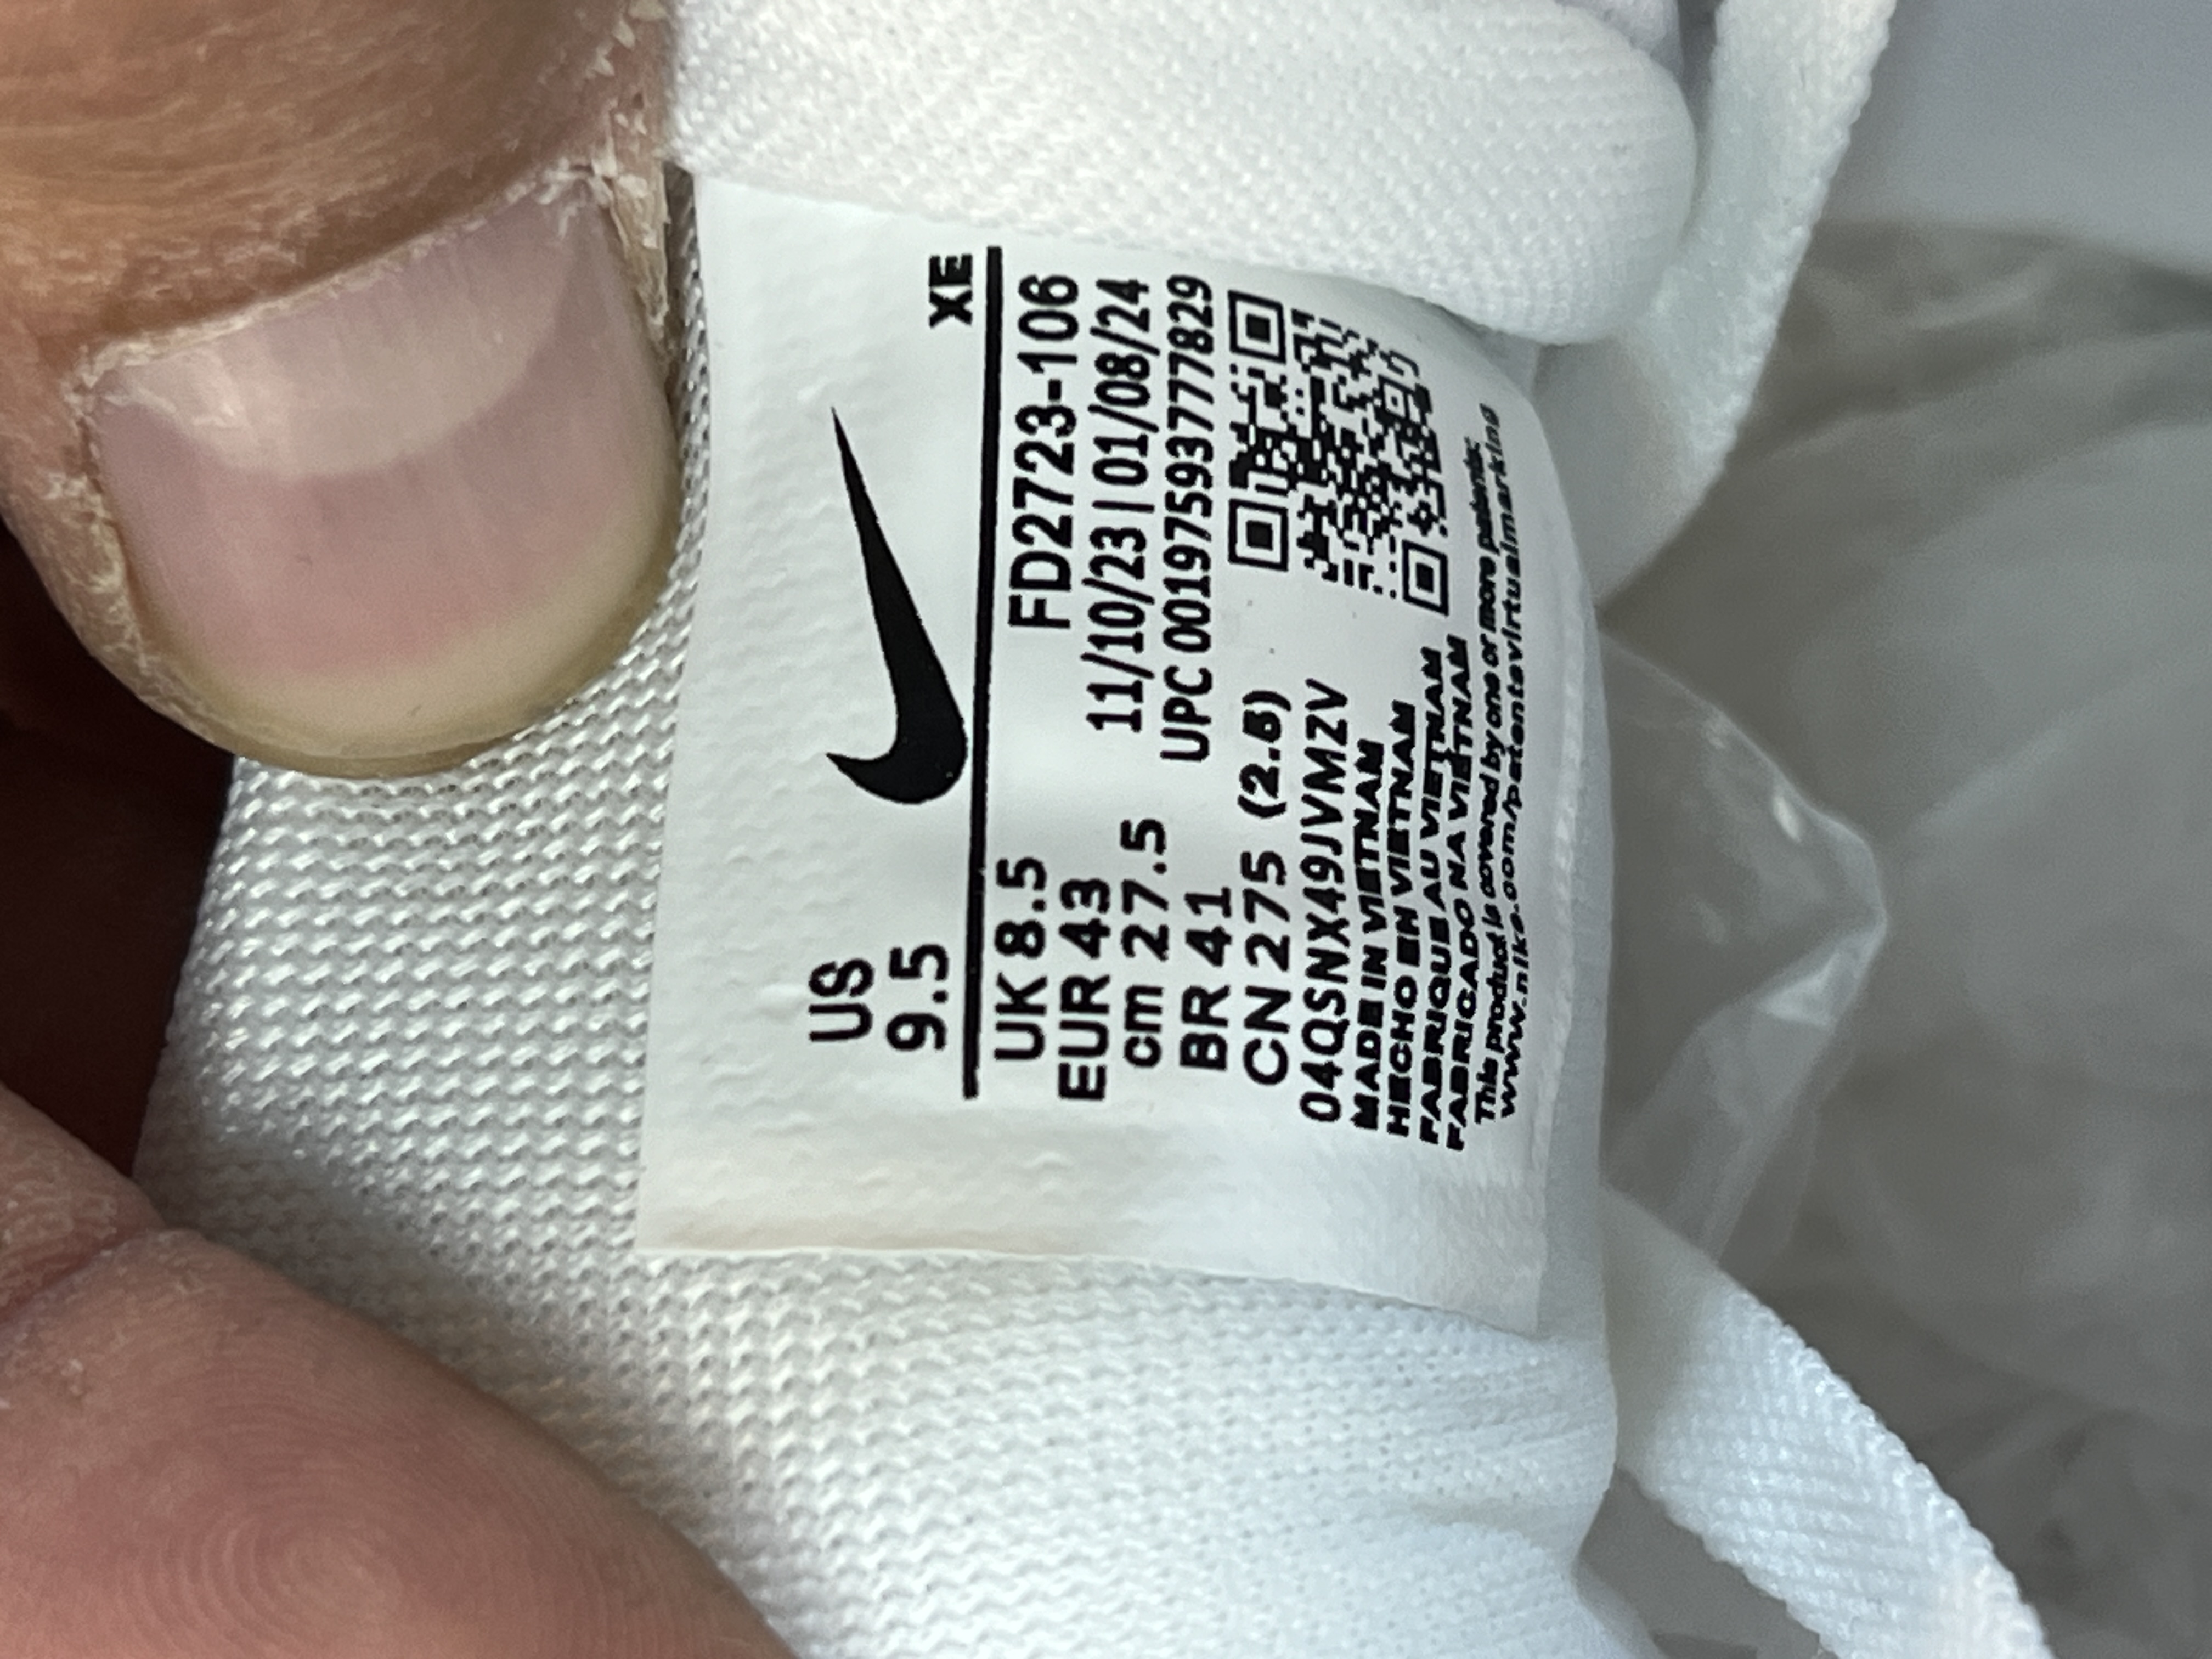 US
9.5
XE
UK 8.5
FD2723-106
EUR 43
11/10/23 | 01/08/24
cm 27.5
UPC 00197593777829
BR 41
CN 275 (2.5)
04QSNX49JVMZV
MADE IN VIETNAM
HECHO EN VIETNAM
FABRIQUE AU VIETNAM
FABRICADO NA VIETNAM
This product is covered by one or more patents:
www.nike.com/patentsvirtualmarking